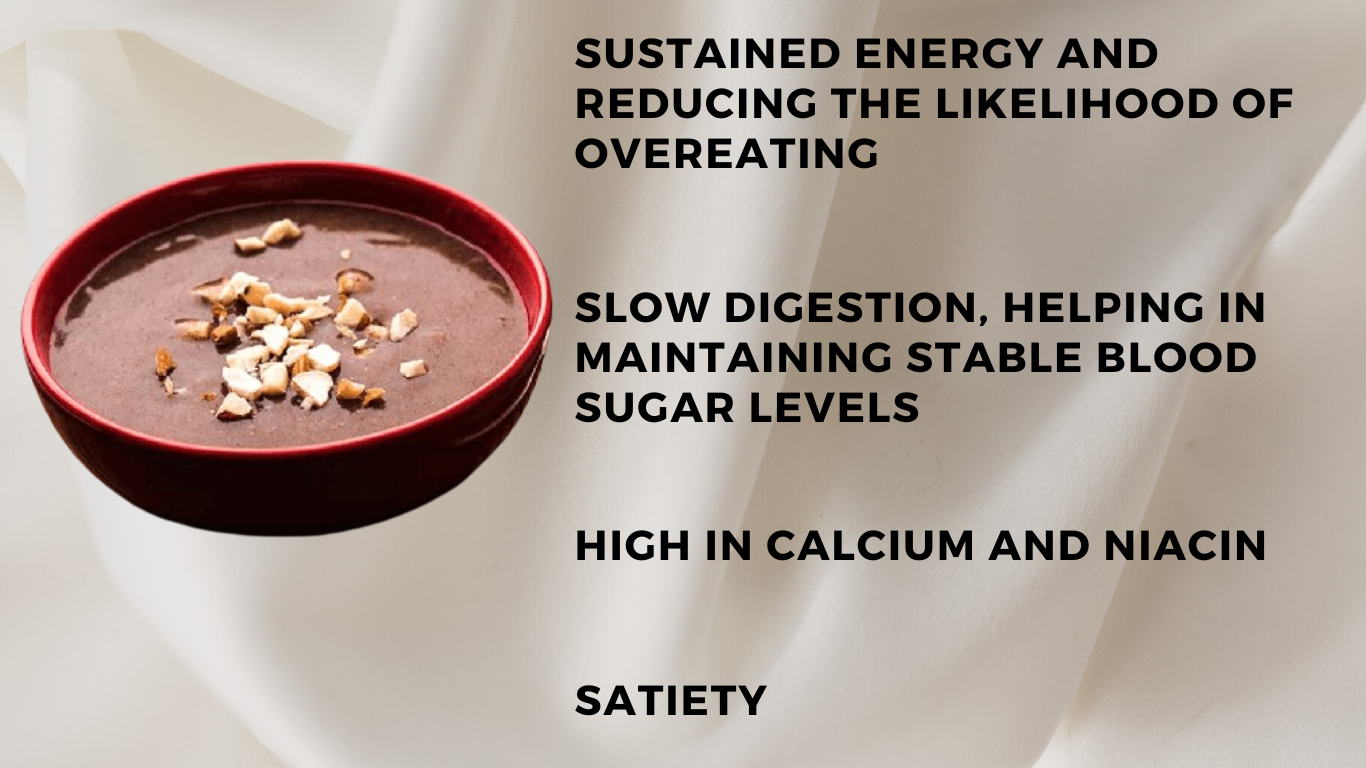 SUSTAINED ENERGY AND
REDUCING THE LIKELIHOOD OF
OVEREATING
SLOW DIGESTION, HELPING IN
MAINTAINING STABLE BLOOD
SUGAR LEVELS
HIGH IN CALCIUM AND NIACIN
SATIETY